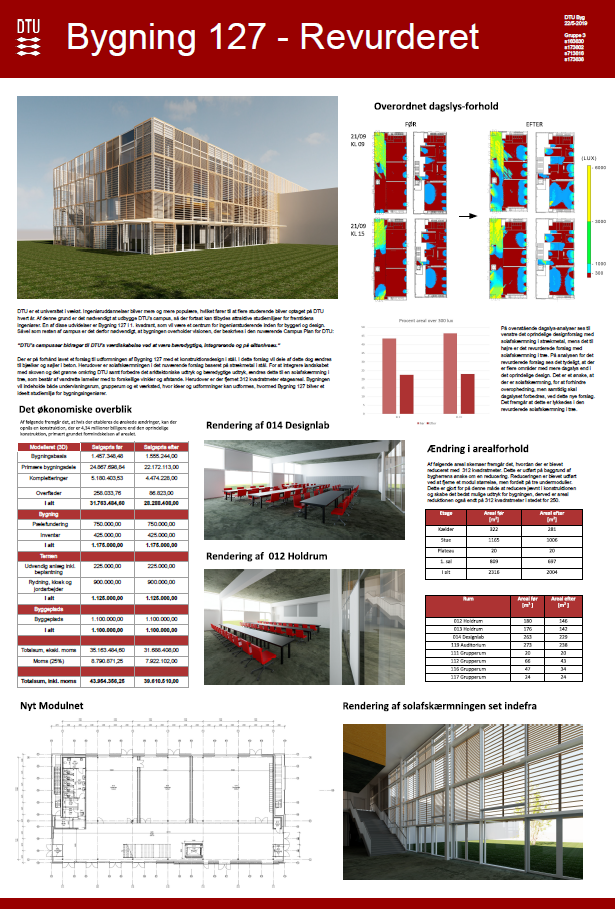 DTU
Bygning 127 - Revurderet
DTU Byg
22/5-2019
Gruppe 3
Overordnet dagslys-forhold
FØR
EFTER
21/09
KL 09
21/09
KL 15
(LUX)
DTU er et universitet i vækst. Ingeniøruddannelser bliver mere og mere populære, hvilket fører til at flere studerende bliver optaget på DTU
hvert år. Af denne grund er det nødvendigt at udbygge DTU's campus, så der fortsat kan tilbydes attraktive studiemiljøer for fremtidens
ingeniører. En af disse udvidelser er Bygning 127 i 1. kvadrant, som vil være et centrum for ingeniørstuderende inden for byggeri og design.
Såvel som resten af campus er det derfor nødvendigt, at bygningen overholder visionen, der beskrives i den nuværende Campus Plan for DTU:
"DTU's campusser bidrager til DTU's værdiskabelse ved at være bæredygtige, integrerende og på eliteniveau."
Der er på forhånd lavet et forslag til udformningen af Bygning 127 med et konstruktionsdesign i stål. I dette forslag vil dele af dette dog ændres
til bjælker og søjler i beton. Herudover er solafskærmningen i det nuværende forslag baseret på strækmetal i stål. For at integrere landskabet
med skoven og det grønne omkring DTU samt forbedre det arkitektoniske udtryk og bæredygtige udtryk, ændres dette til en solafskærmning i
træ, som består af vendrette lameller med to forskellige vinkler og afstande. Herudover er der fjernet 312 kvadratmeter etageareal. Bygningen
vil indeholde både undervisningsrum, grupperum og et værksted, hvor ideer og udformninger kan udformes, hvormed Bygning 127 bliver et
ideelt studiemiljø for bygningsingeniører.
Procent areal over 300 lux
På ovenstående dagslys-analyser ses til
venstre det oprindelige designforslag med
solafskærmning i strækmetal, mens det til
højre er det revurderede forslag med
solafskærmning i træ. På analysen for det
revurderede forslag ses det tydeligt, at der
er flere områder med mere dagslys end i
det oprindelige design. Det er et ønske, at
der er solafskærmning, for at forhindre
overophedning, men samtidig skal
dagslyset forbedres, ved dette nye forslag.
Det fremgår at dette er lykkedes i den
revurderede solafskærmning i træ.
Det økonomiske overblik
Af følgende fremgår det, at hvis der etableres de ønskede ændringer, kan der
opnås en konstruktion, der er 4,34 millioner billigere end den oprindelige
konstruktion, primært grundet formindskelsen af arealet.
Modelleret (3D) Salgspris før Salgspris efter
Bygningsbasis 1.457.348,48 1.555.244,00
Primære bygningsdele 24.867.698,84 22.172.113,00
Kompletteringer 5.180.403,53 4.474.228,00
Overflader 258.033,76 86.823,00
I alt 31.763.484,60 28.288.408,00
Bygning
Pælefundering 750.000,00 750.000,00
Inventar 425.000,00 425.000,00
I alt 1.175.000,00 1.175.000,00
Terræn
Udvendig anlæg inkl.
beplantning 225.000,00 225.000,00
Rydning, kloak og
jordarbejder 900.000,00 900.000,00
I alt 1.125.000,00 1.125.000,00
Byggeplads
Byggeplads 1.100.000,00 1.100.000,00
I alt 1.100.000,00 1.100.000,00
Totalsum, ekskl. moms 35.163.484,60 31.688.408,00
Moms (25%) 8.790.871,25 7.922.102,00
Totalsum, inkl. moms 43.954.356,25 39.610.510,00
Rendering af 014 Designlab
Rendering af 012 Holdrum
Ændring i arealforhold
Af følgende areal skemaer fremgår det, hvordan der er blevet
reduceret med 312 kvadratmeter. Dette er udført på baggrund af
bygherrens ønske om en reducering. Reduceringen er blevet udført
ved at fjerne et modul størrelse, men fordelt på tre undermoduler.
Dette er gjort for på denne måde at reducere jævnt i konstruktionen
og skabe det bedst mulige udtryk for bygningen, derved er areal
reduktionen også endt på 312 kvadratmeter i stedet for 250.
Etage Areal før [m²] Areal efter [m²]
Kælder 322 281
Stue 1165 1006
Plateau 20 20
1. sal 809 697
I alt 2316 2004
Rum Areal før [m²] Areal efter [m²]
012 Holdrum 180 146
013 Holdrum 176 142
014 Designlab 263 229
119 Auditorium 273 238
111 Grupperum 20 20
112 Grupperum 66 43
116 Grupperum 47 34
117 Grupperum 24 24
Nyt Modulnet
Rendering af solafskærmningen set indefra